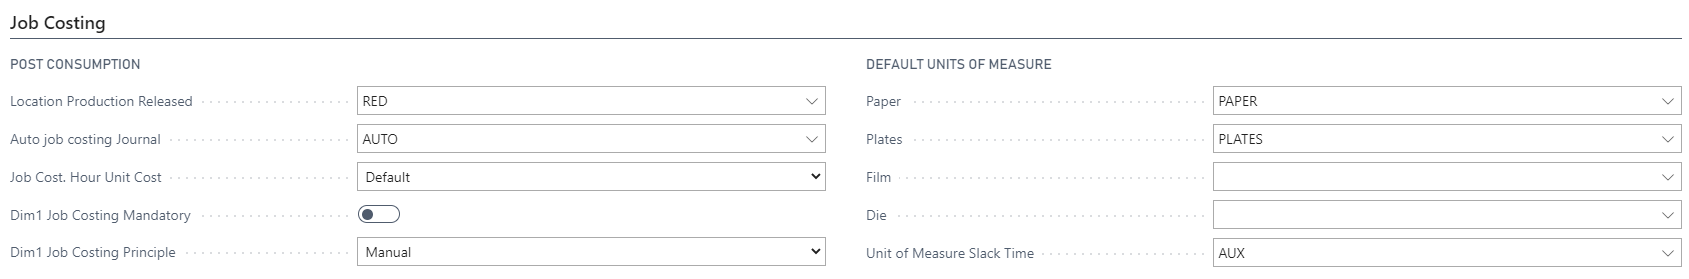 Job Costing
POST CONSUMPTION
Location Production Released RED
Auto job costing Journal AUTO
Job Cost. Hour Unit Cost Default
Dim1 Job Costing Mandatory
Dim1 Job Costing Principle Manual
DEFAULT UNITS OF MEASURE
Paper PAPER
Plates PLATES
Film
Die
Unit of Measure Slack Time AUX